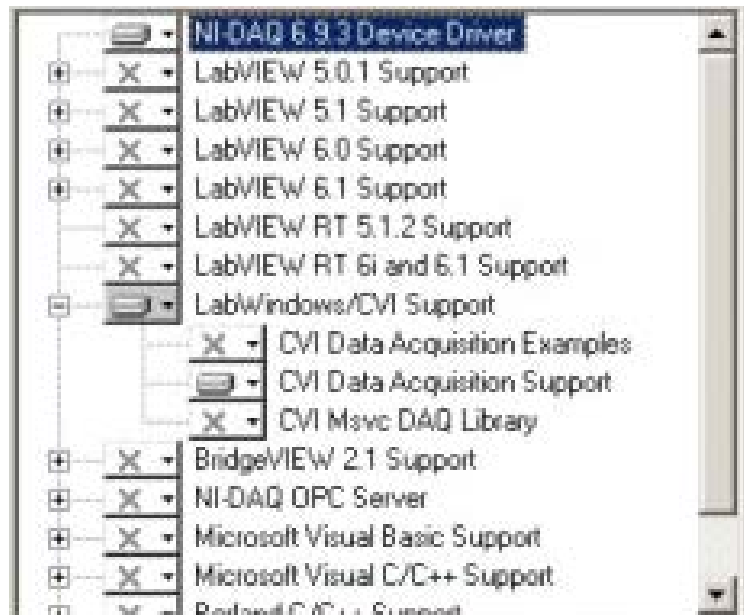 NI-DAQ 6.9.3 Device Driver
LabVIEW 5.0.1 Support
LabVIEW 5.1 Support
LabVIEW 6.0 Support
LabVIEW 6.1 Support
LabVIEW RT 5.1.2 Support
LabVIEW RT 6i and 6.1 Support
LabWindows/CVI Support
CVI Data Acquisition Examples
CVI Data Acquisition Support
CVI Msvc DAQ Library
BridgeVIEW 2.1 Support
NI-DAQ OPC Server
Microsoft Visual Basic Support
Microsoft Visual C/C++ Support
Borland C/C++ Support